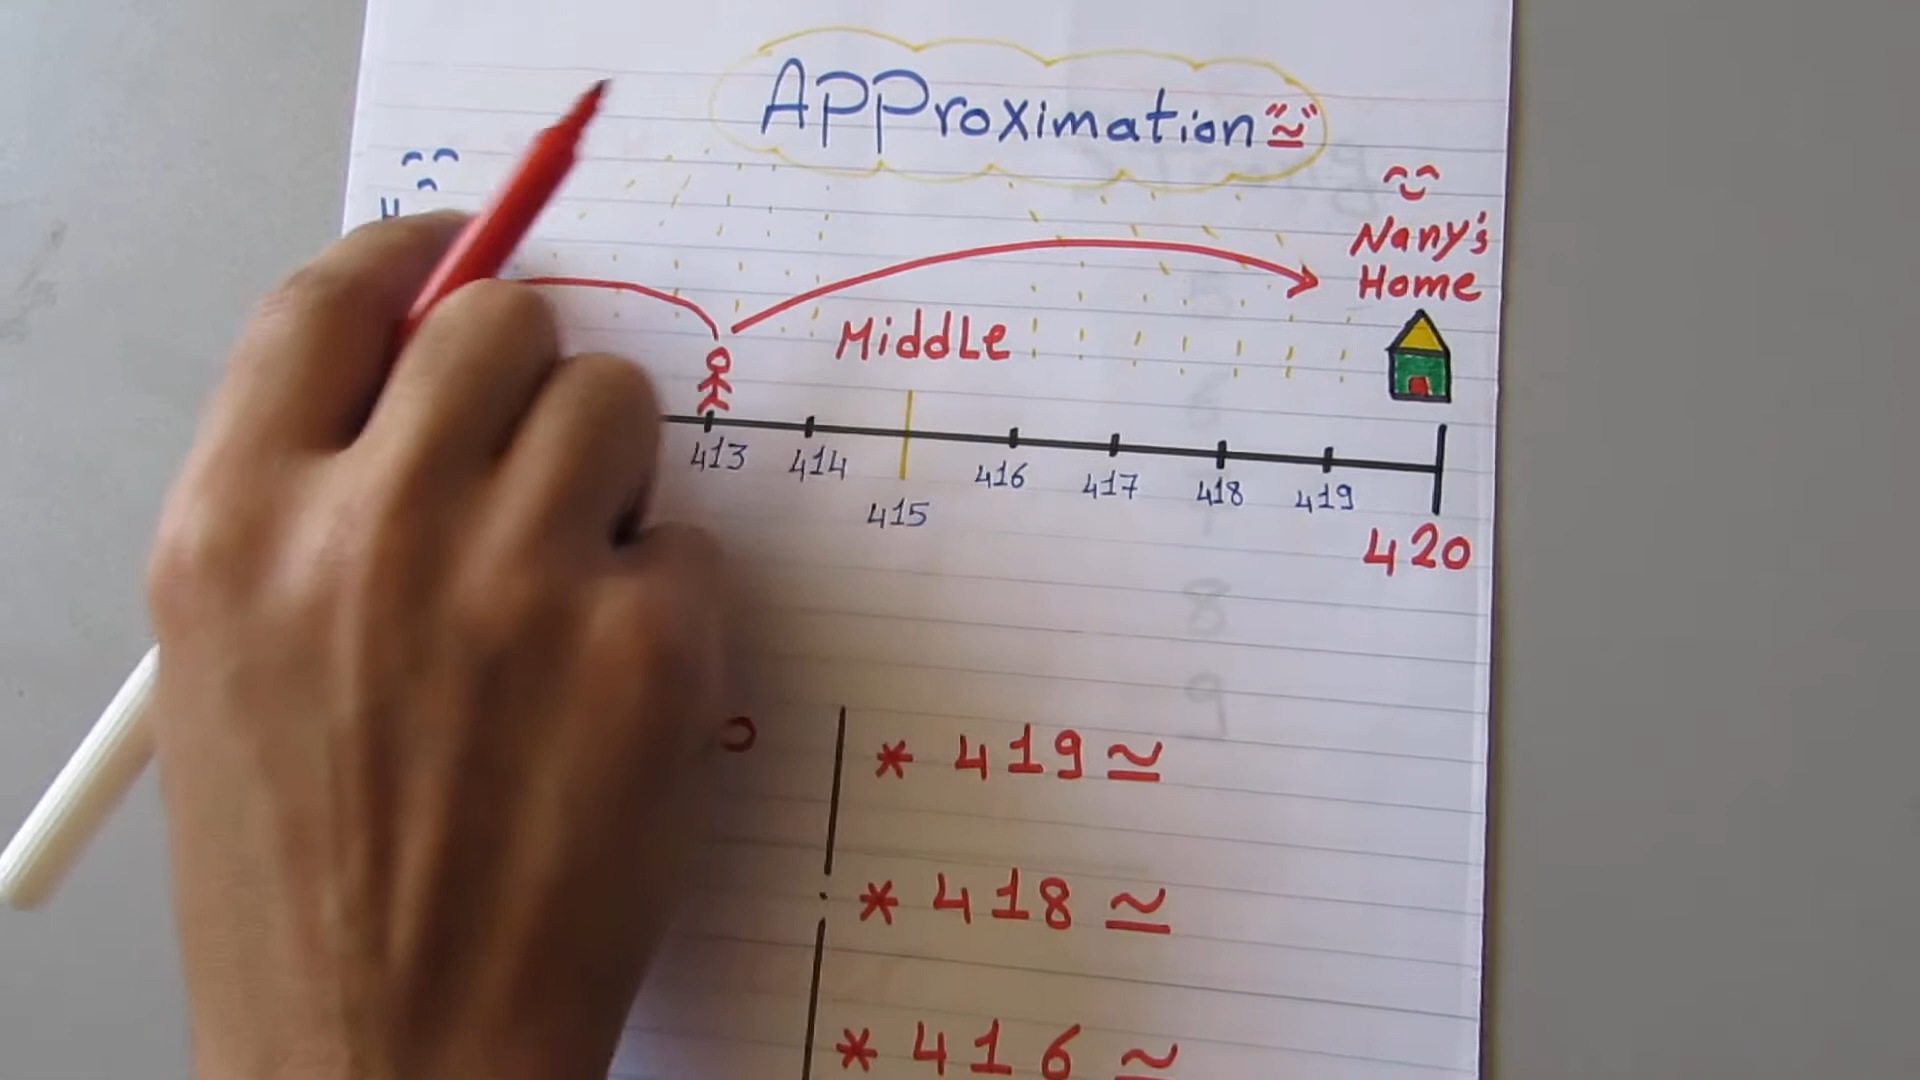 APProximation "≃"
Nany's
Home
Middle
413 414 415 416 417 418 419
420
* 419 ≃
* 418 ≃
* 416 ≃